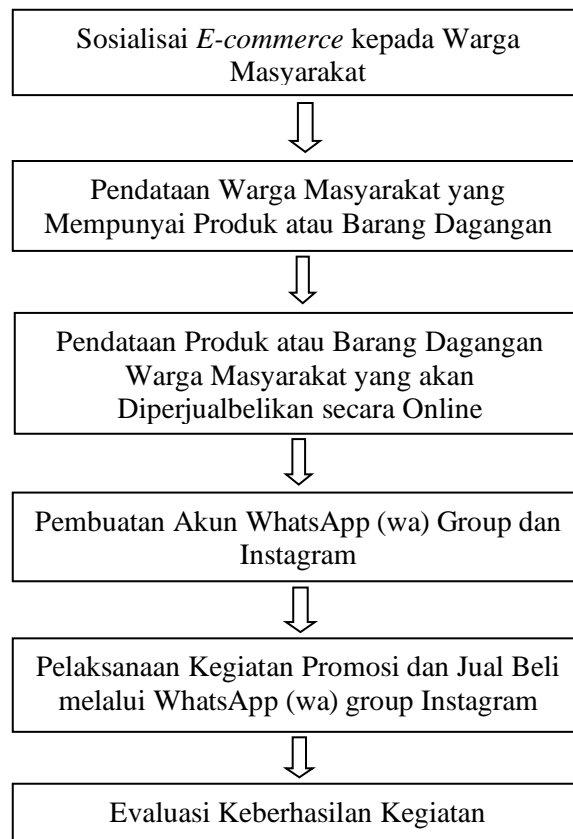 Sosialisai E-commerce kepada Warga
Masyarakat
Pendataan Warga Masyarakat yang
Mempunyai Produk atau Barang Dagangan
Pendataan Produk atau Barang Dagangan
Warga Masyarakat yang akan
Diperjualbelikan secara Online
Pembuatan Akun WhatsApp (wa) Group dan
Instagram
Pelaksanaan Kegiatan Promosi dan Jual Beli
melalui WhatsApp (wa) group Instagram
Evaluasi Keberhasilan Kegiatan